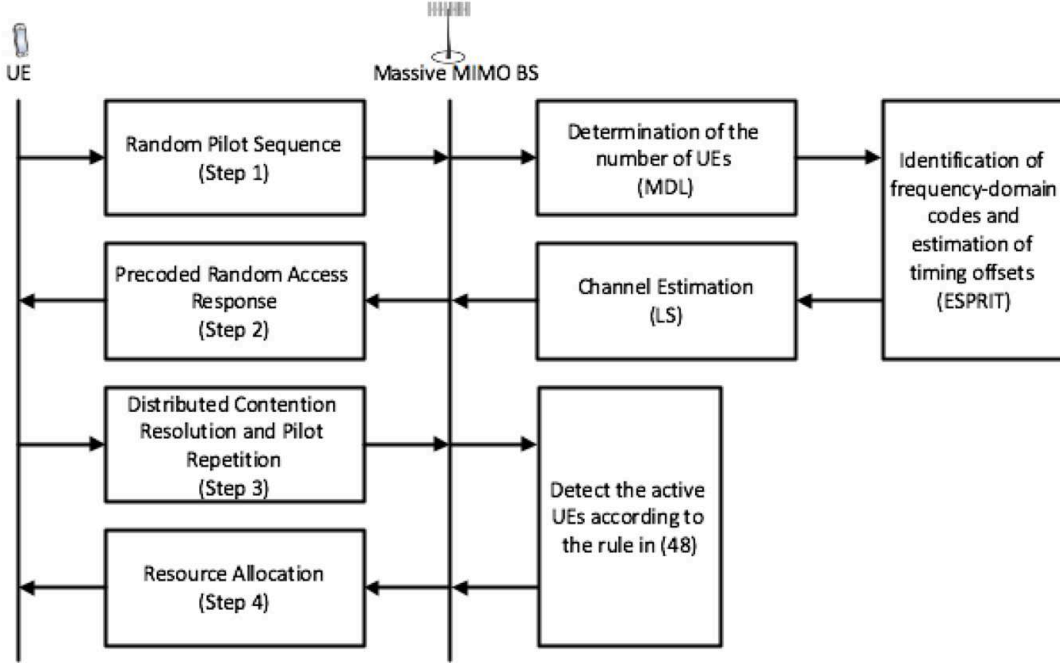 UE
Massive MIMO BS
Random Pilot Sequence
(Step 1)
Determination of the
number of UEs
(MDL)
Identification of
frequency-domain
codes and
estimation of
timing offsets
(ESPRIT)
Precoded Random Access
Response
(Step 2)
Channel Estimation
(LS)
Distributed Contention
Resolution and Pilot
Repetition
(Step 3)
Detect the active
UEs according to
the rule in (48)
Resource Allocation
(Step 4)